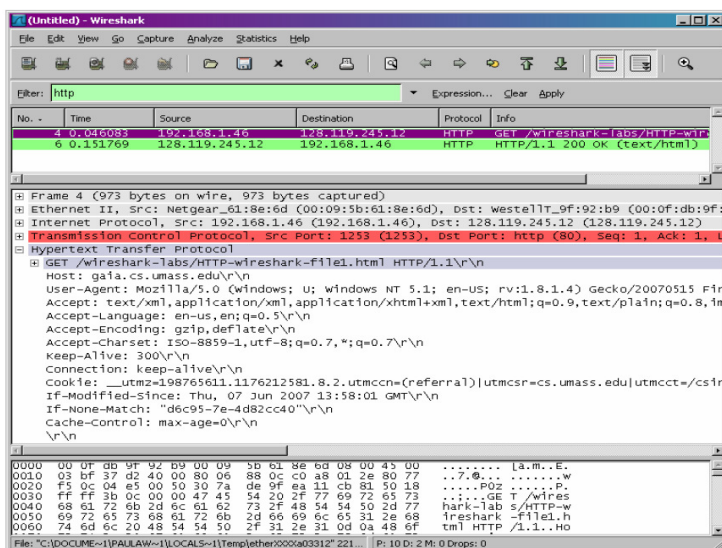 (Untitled) - Wireshark
File Edit View Go Capture Analyze Statistics Help
Filter: http Expression... Clear Apply
No. - Time Source Destination Protocol Info
4 0.046083 192.168.1.46 128.119.245.12 HTTP GET /wireshark-labs/HTTP-wire
6 0.151769 128.119.245.12 192.168.1.46 HTTP HTTP/1.1 200 OK (text/html)
Frame 4 (973 bytes on wire, 973 bytes captured)
Ethernet II, Src: Netgear_61:8e:6d (00:09:5b:61:8e:6d), Dst: WestellT_9f:92:b9 (00:0f:db:9f:
Internet Protocol, Src: 192.168.1.46 (192.168.1.46), Dst: 128.119.245.12 (128.119.245.12)
Transmission Control Protocol, Src Port: 1253 (1253), Dst Port: http (80), Seq: 1, Ack: 1, L
Hypertext Transfer Protocol
GET /wireshark-labs/HTTP-wireshark-file1.html HTTP/1.1\r\n
Host: gaia.cs.umass.edu\r\n
User-Agent: Mozilla/5.0 (Windows; U; Windows NT 5.1; en-US; rv:1.8.1.4) Gecko/20070515 Fir
Accept: text/xml,application/xml,application/xhtml+xml,text/html;q=0.9,text/plain;q=0.8,im
Accept-Language: en-us,en;q=0.5\r\n
Accept-Encoding: gzip,deflate\r\n
Accept-Charset: ISO-8859-1,utf-8;q=0.7,*;q=0.7\r\n
Keep-Alive: 300\r\n
Connection: keep-alive\r\n
Cookie: __utmz=198765611.1176212581.8.2.utmccn=(referral)|utmcsr=cs.umass.edu|utmcct=/csir
If-Modified-Since: Thu, 07 Jun 2007 13:58:01 GMT\r\n
If-None-Match: "d6c95-7e-4d82cc40"\r\n
Cache-Control: max-age=0\r\n
\r\n
0000 00 0f db 9f 92 b9 00 09 5b 61 8e 6d 08 00 45 00 ........ [a.m..E.
0010 03 bf 37 d2 40 00 80 06 88 0c c0 a8 01 2e 80 77 ..7.@... .......w
0020 f5 0c 04 e5 00 50 30 7a de 9f ea 11 cb 81 50 18 .....P0z ......P.
0030 ff ff 3b 0c 00 00 47 45 54 20 2f 77 69 72 65 73 ..;...GE T /wires
0040 68 61 72 6b 2d 6c 61 62 73 2f 48 54 54 50 2d 77 hark-lab s/HTTP-w
0050 69 72 65 73 68 61 72 6b 2d 66 69 6c 65 31 2e 68 ireshark -file1.h
0060 74 6d 6c 20 48 54 54 50 2f 31 2e 31 0d 0a 48 6f tml HTTP /1.1..Ho
File: "C:\DOCUME~1\PAULAW~1\LOCALS~1\Temp\etherXXXXa03312" 221... P: 10 D: 2 M: 0 Drops: 0